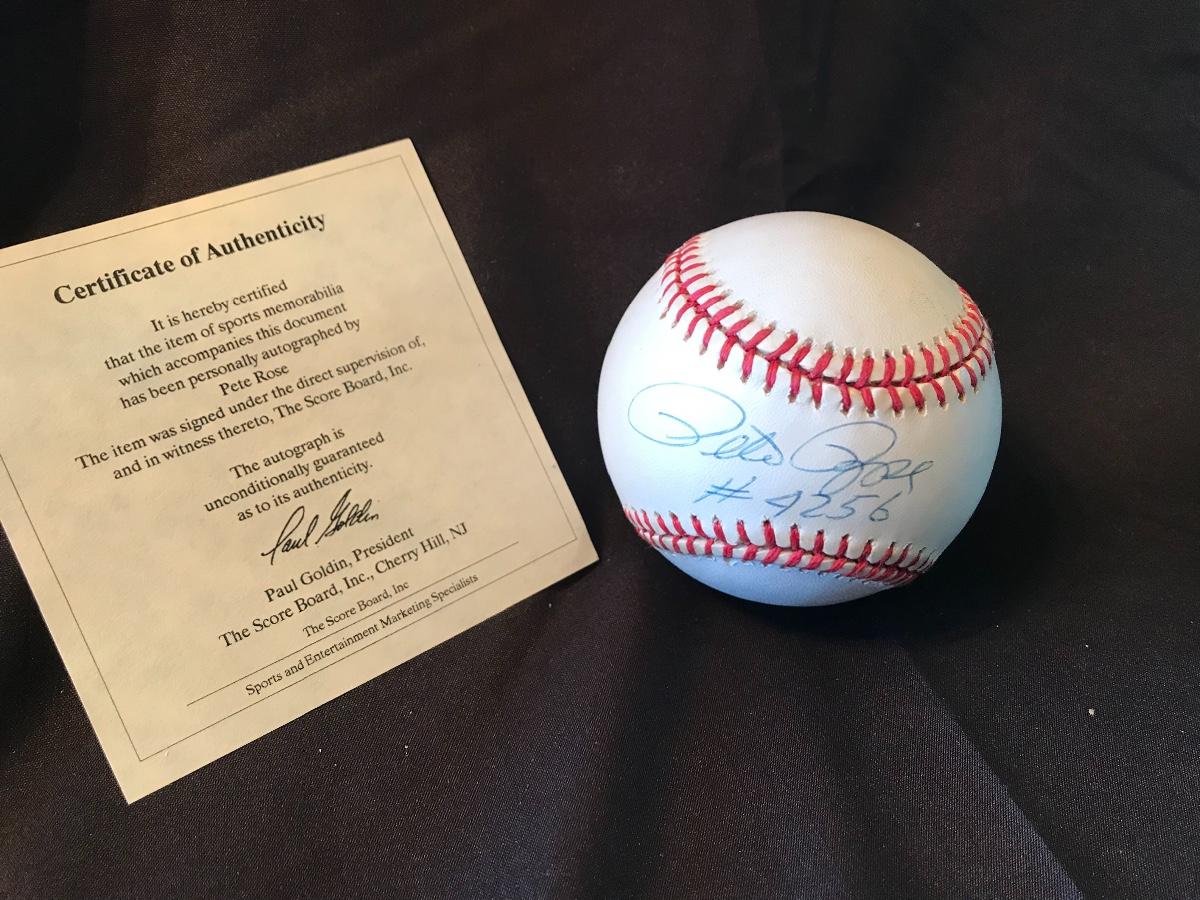 Certificate of Authenticity
It is hereby certified
that the item of sports memorabilia
which accompanies this document
has been personally autographed by
Pete Rose
The item was signed under the direct supervision of,
and in witness thereto, The Score Board, Inc.
The autograph is
unconditionally guaranteed
as to its authenticity.
Paul Goldin
Paul Goldin, President
The Score Board, Inc., Cherry Hill, NJ
The Score Board, Inc
Sports and Entertainment Marketing Specialists
Pete Rose
#4256